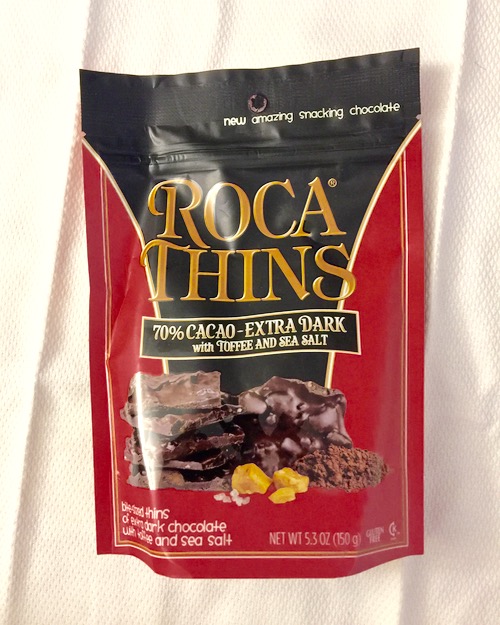 new amazing snacking chocolate
ROCA®
THINS
70% CACAO - EXTRA DARK
with TOFFEE AND SEA SALT
bite-sized thins
of extra dark chocolate
with toffee and sea salt
NET WT 5.3 OZ (150 g)